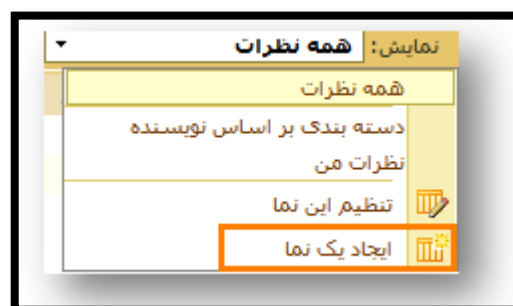 نمایش: همه نظرات
همه نظرات
دسته بندی بر اساس نویسنده
نظرات من
تنظیم این نما
ایجاد یک نما